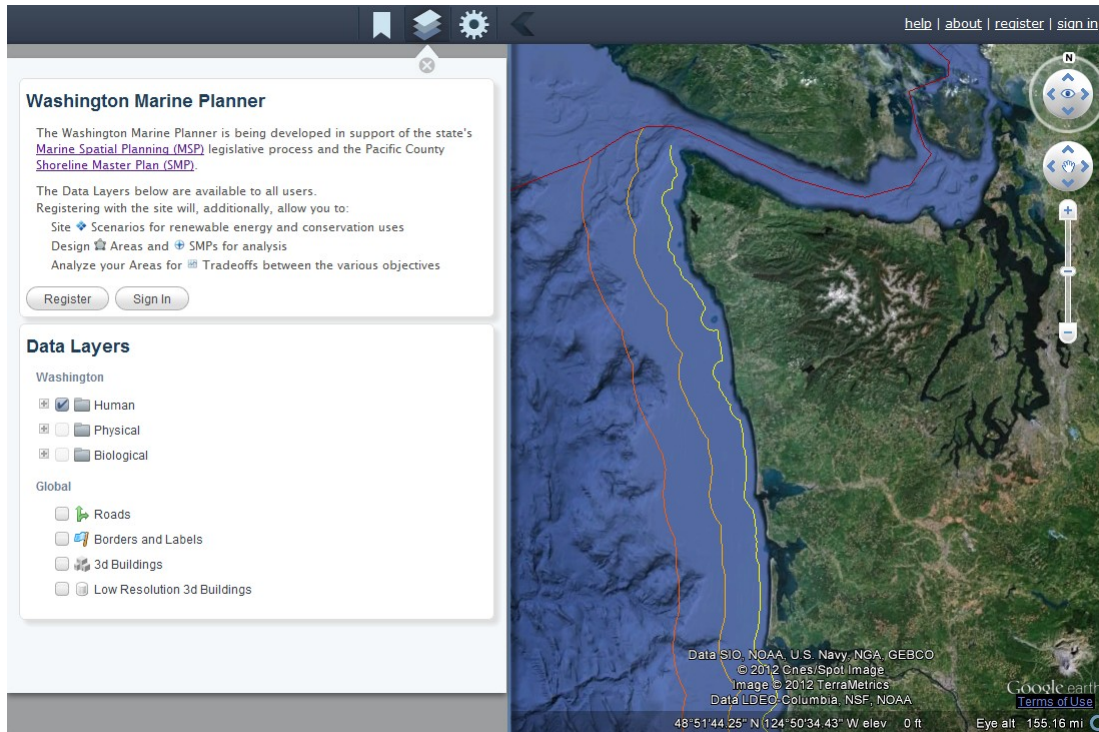 help | about | register | sign in
Washington Marine Planner
The Washington Marine Planner is being developed in support of the state's
Marine Spatial Planning (MSP) legislative process and the Pacific County
Shoreline Master Plan (SMP).
The Data Layers below are available to all users.
Registering with the site will, additionally, allow you to:
Site Scenarios for renewable energy and conservation uses
Design Areas and SMPs for analysis
Analyze your Areas for Tradeoffs between the various objectives
Register Sign In
Data Layers
Washington
Human
Physical
Biological
Global
Roads
Borders and Labels
3d Buildings
Low Resolution 3d Buildings
N
Data SIO, NOAA, U.S. Navy, NGA, GEBCO
© 2012 Cnes/Spot Image
Image © 2012 TerraMetrics
Data LDEO-Columbia, NSF, NOAA
Google earth
Terms of Use
48°51'44.25" N 124°50'34.43" W elev 0 ft Eye alt 155.16 mi